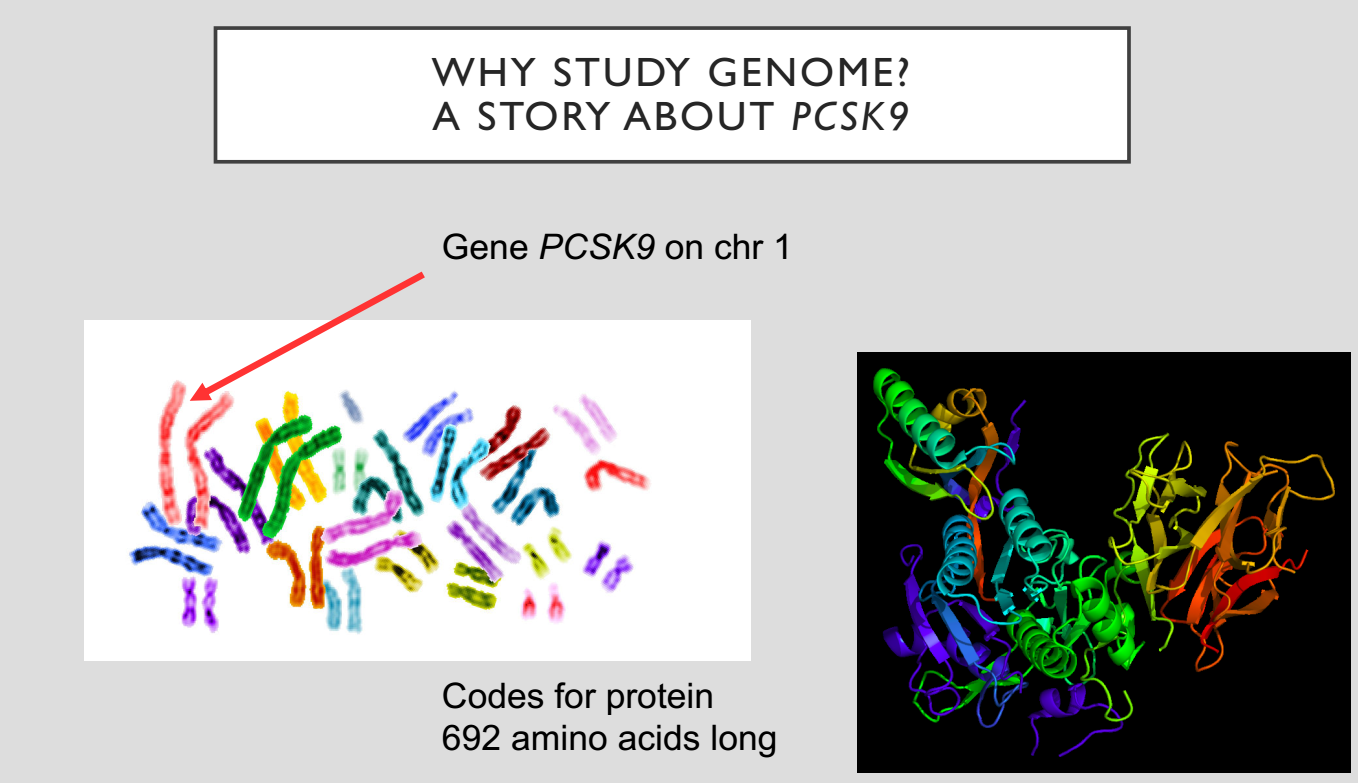 WHY STUDY GENOME?
A STORY ABOUT PCSK9
Gene PCSK9 on chr 1
Codes for protein
692 amino acids long